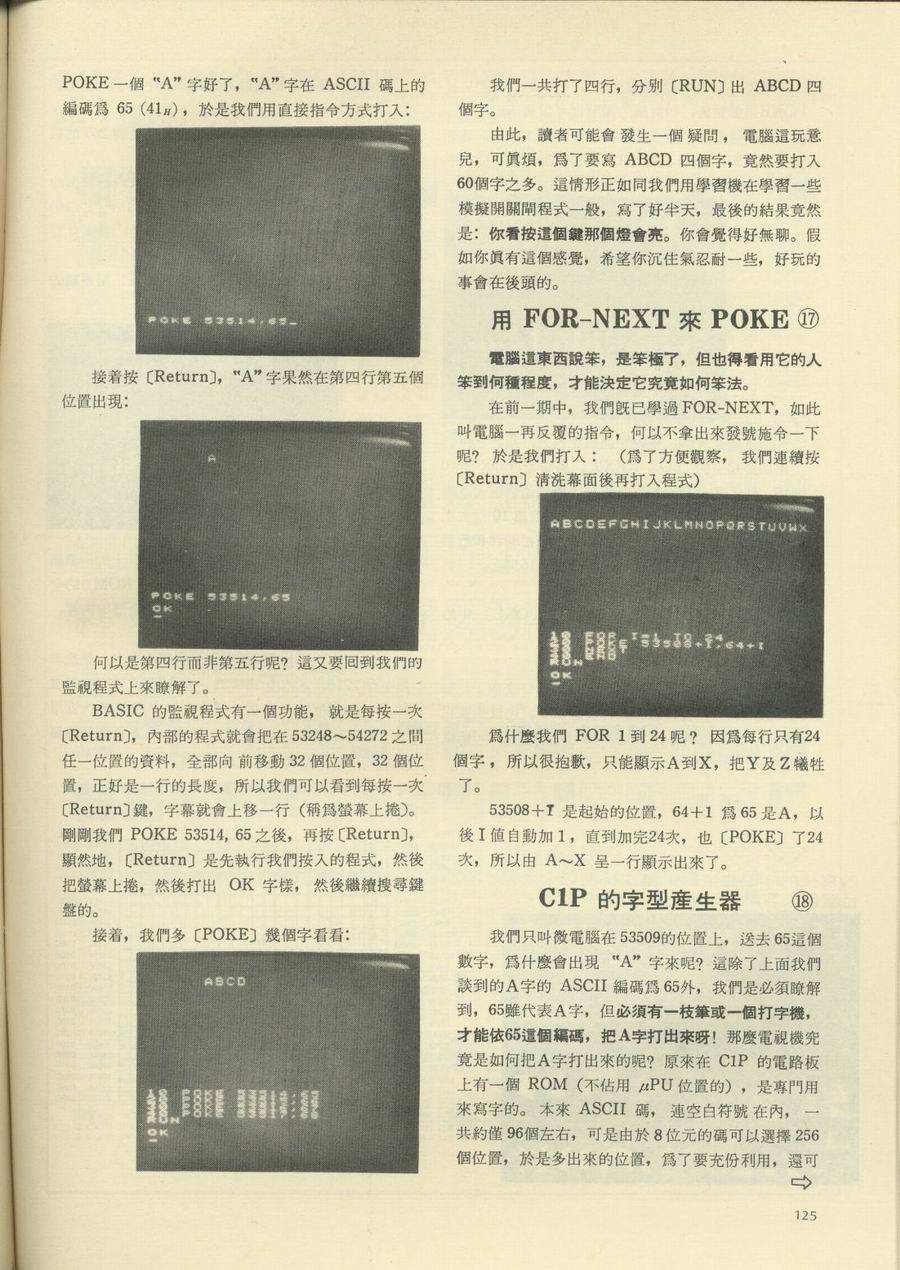 POKE 一個 “A” 字好了，“A” 字在 ASCII 碼上的
編碼爲 65 (41H)，於是我們用直接指令方式打入：
POKE 53514,65_
接着按〔Return〕，“A” 字果然在第四行第五個
位置出現：
A
POKE 53514,65
OK
何以是第四行而非第五行呢？這又要囘到我們的
監視程式上來瞭解了。
BASIC 的監視程式有一個功能， 就是每按一次
〔Return〕，內部的程式就會把在 53248～54272 之間
任一位置的資料，全部向 前移動 32 個位置，32 個位
置，正好是一行的長度，所以我們可以看到每按一次
〔Return〕鍵，字幕就會上移一行（稱爲螢幕上捲）。
剛剛我們 POKE 53514, 65 之後，再按〔Return〕，
顯然地，〔Return〕是先執行我們按入的程式，然後
把螢幕上捲，然後打出 OK 字樣， 然後繼續搜尋鍵
盤的。
接着，我們多〔POKE〕幾個字看看：
ABCD
OK
我們一共打了四行，分別〔RUN〕出 ABCD 四
個字。
由此，讀者可能會 發生一個 疑問， 電腦這玩意
兒，可眞煩，爲了要寫 ABCD 四個字，竟然要打入
60個字之多。這情形正如同我們用學習機在學習一些
模擬開關閘程式一般，寫了好半天，最後的結果竟然
是：你看按這個鍵那個燈會亮。你會覺得好無聊。假
如你眞有這個感覺，希望你沉住氣忍耐一些，好玩的
事會在後頭的。
用 FOR–NEXT 來 POKE ⑰
電腦這東西說笨，是笨極了，但也得看用它的人
笨到何種程度，才能決定它究竟如何笨法。
在前一期中，我們旣已學過 FOR-NEXT，如此
叫電腦一再反覆的指令，何以不拿出來發號施令一下
呢？ 於是我們打入： （爲了方便觀察， 我們連續按
〔Return〕淸洗幕面後再打入程式）
ABCDEFGHIJKLMNOPQRSTUVWX
OK
爲什麼我們 FOR 1 到 24 呢？ 因爲每行只有24
個字，所以很抱歉，只能顯示A到X，把Y及Z犧牲
了。
53508+I 是起始的位置，64+1 爲 65 是A，以
後 I 値自動加 1，直到加完24次，也〔POKE〕了24
次，所以由 A～X 呈一行顯示出來了。
C1P 的字型產生器 ⑱
我們只叫微電腦在 53509的位置上，送去 65這個
數字，爲什麼會出現 “A” 字來呢？這除了上面我們
談到的A字的 ASCII 編碼爲 65外，我們是必須瞭解
到，65雖代表A字，但必須有一枝筆或一個打字機，
才能依65這個編碼，把A字打出來呀！那麼電視機究
竟是如何把A字打出來的呢？原來在 C1P 的電路板
上有一個 ROM（不佔用 μPU 位置的），是專門用
來寫字的。本來 ASCII 碼， 連空白符號 在內， 一
共約僅 96個左右，可是由於 8 位元的碼可以選擇 256
個位置，於是多出來的位置，爲了要充份利用，還可
⇨
125